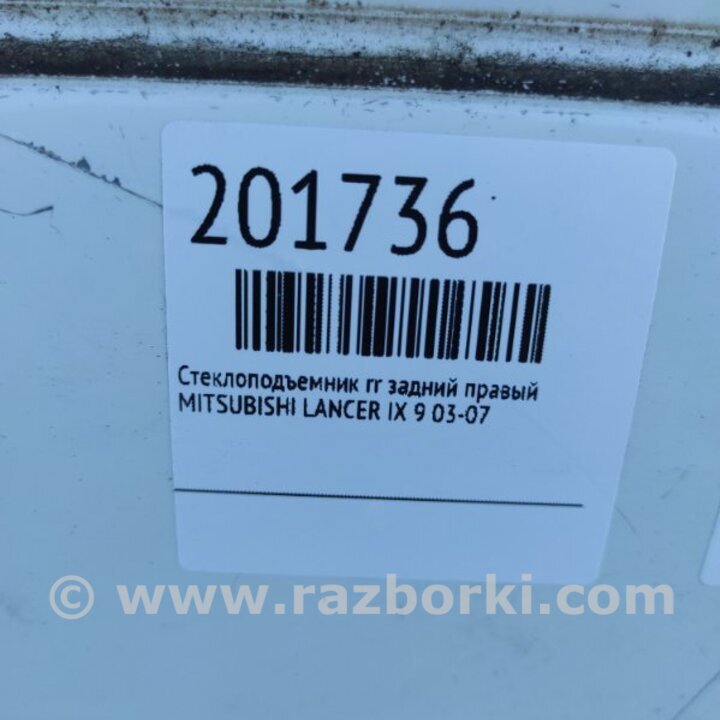 201736
Стеклоподъемник rr задний правый
MITSUBISHI LANCER IX 9 03-07
© www.razborki.com